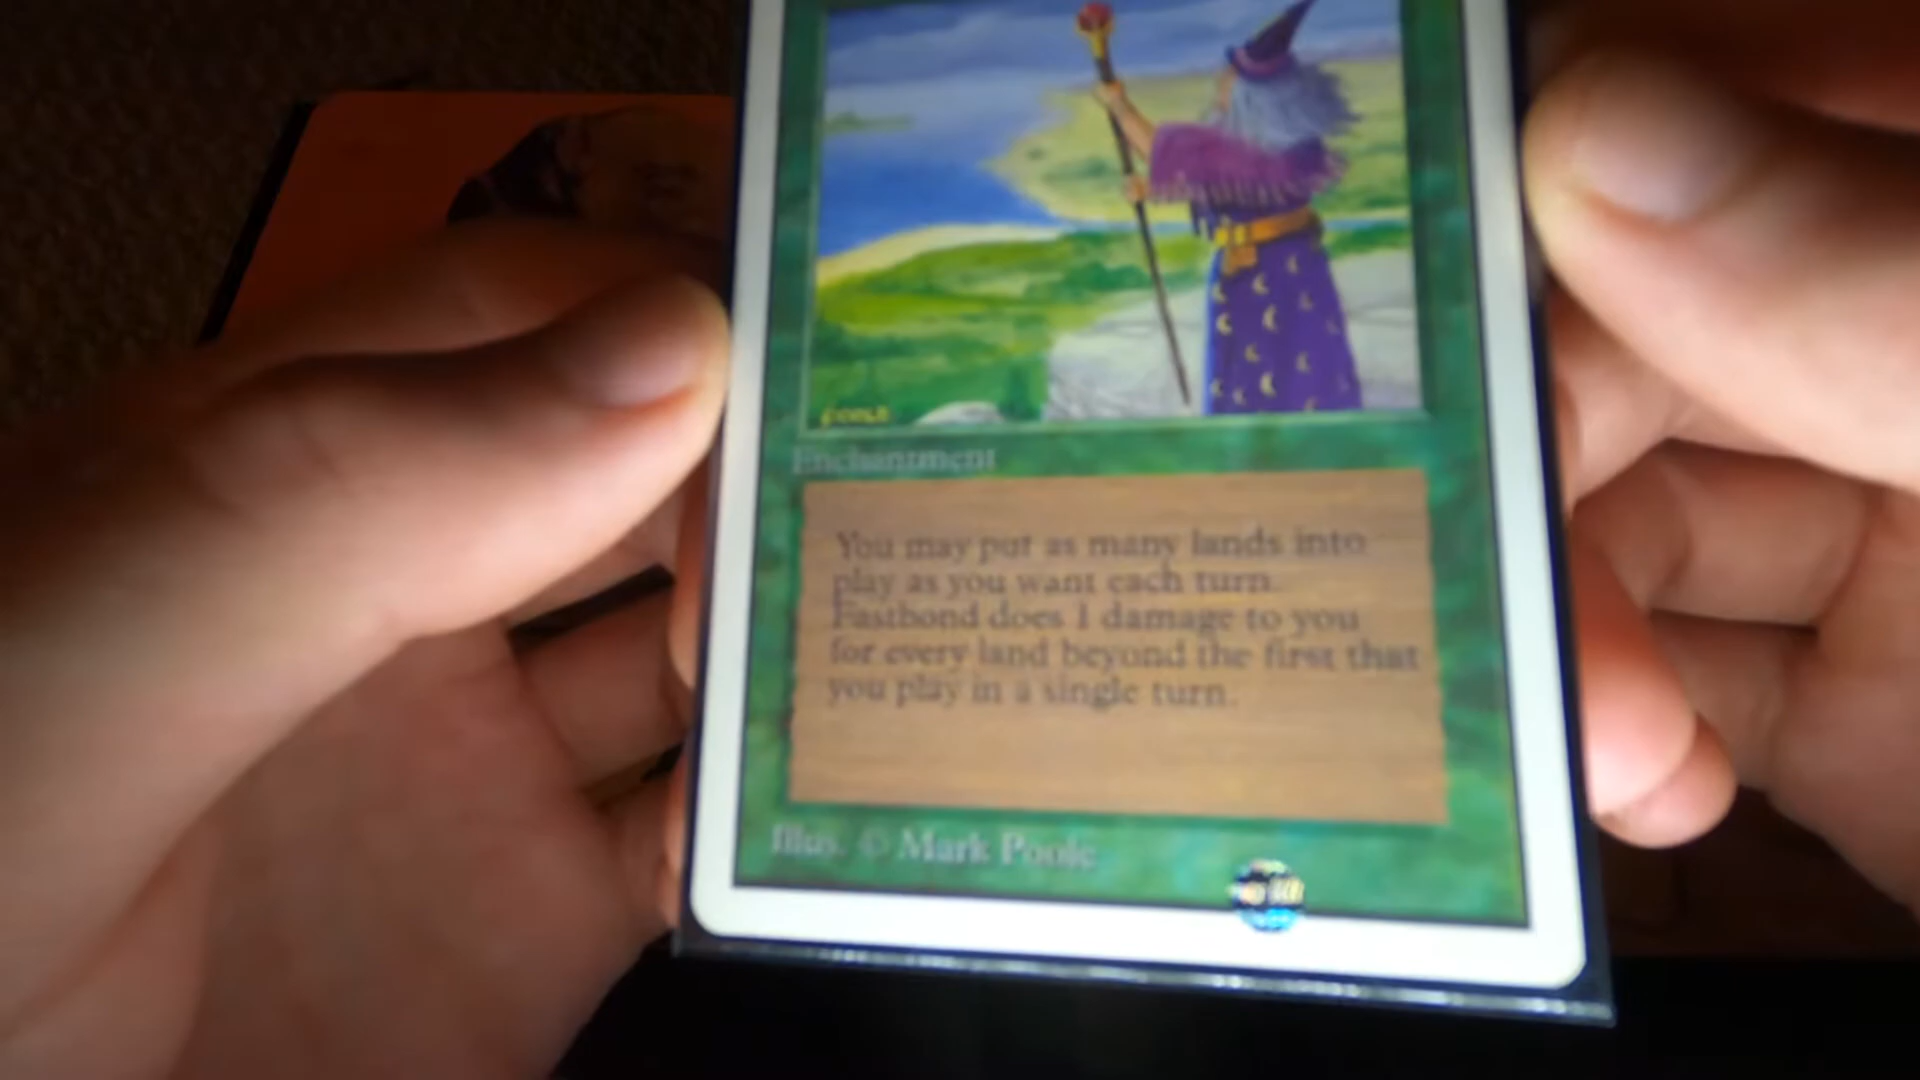 POOLE
Enchantment
You may put as many lands into
play as you want each turn.
Fastbond does 1 damage to you
for every land beyond the first that
you play in a single turn.
Illus. © Mark Poole